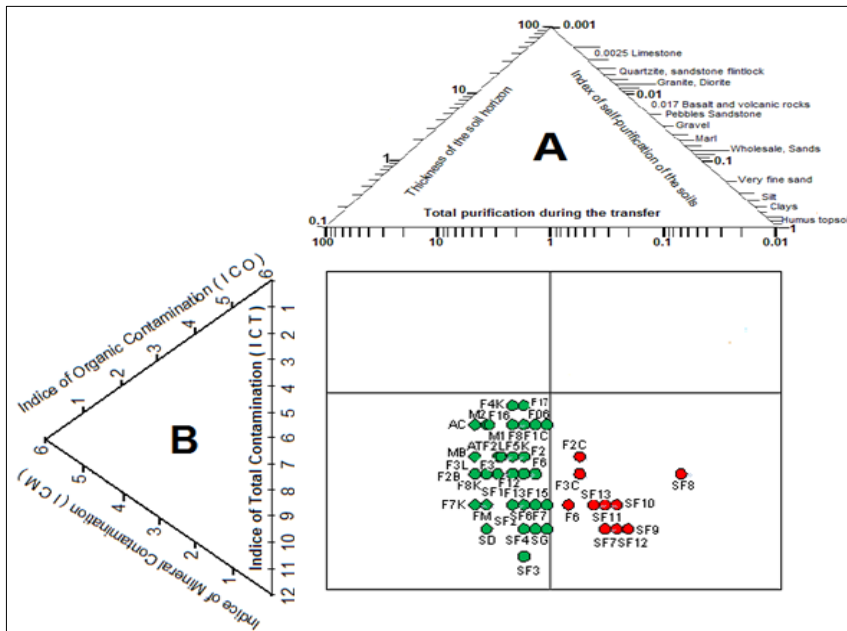 100
0.001
0.0025 Limestone
Quartzite, sandstone flintlock
Granite, Diorite
10
0.01
0.017 Basalt and volcanic rocks
Pebbles Sandstone
Gravel
Marl
Wholesale, Sands
1
0.1
Very fine sand
Silt
Clays
Humus topso
0.1
1
Thickness of the soil horizon
Index of self-purification of the soils
A
Total purification during the transfer
100
10
1
0.1
0.01
Indice of Organic Contamination ( I C O )
6
5
4
3
2
1
6
B
Indice of Total Contamination ( I C T )
1
2
3
4
5
6
7
8
9
10
11
12
Indice of Mineral Contamination ( I C M )
5
4
3
2
1
F4K
F17
M2
F16
F06
AC
M1
F8F1C
ATF2LF5K
F2
F2C
MB
F3L
F3
F6
F2B
F12
F3C
SF8
F8K
SF1
F13
F15
SF13
SF10
F7K
F6
FM
SF2
SF6
F7
SF11
SF9
SD
SF4
SG
SF7SF12
SF3